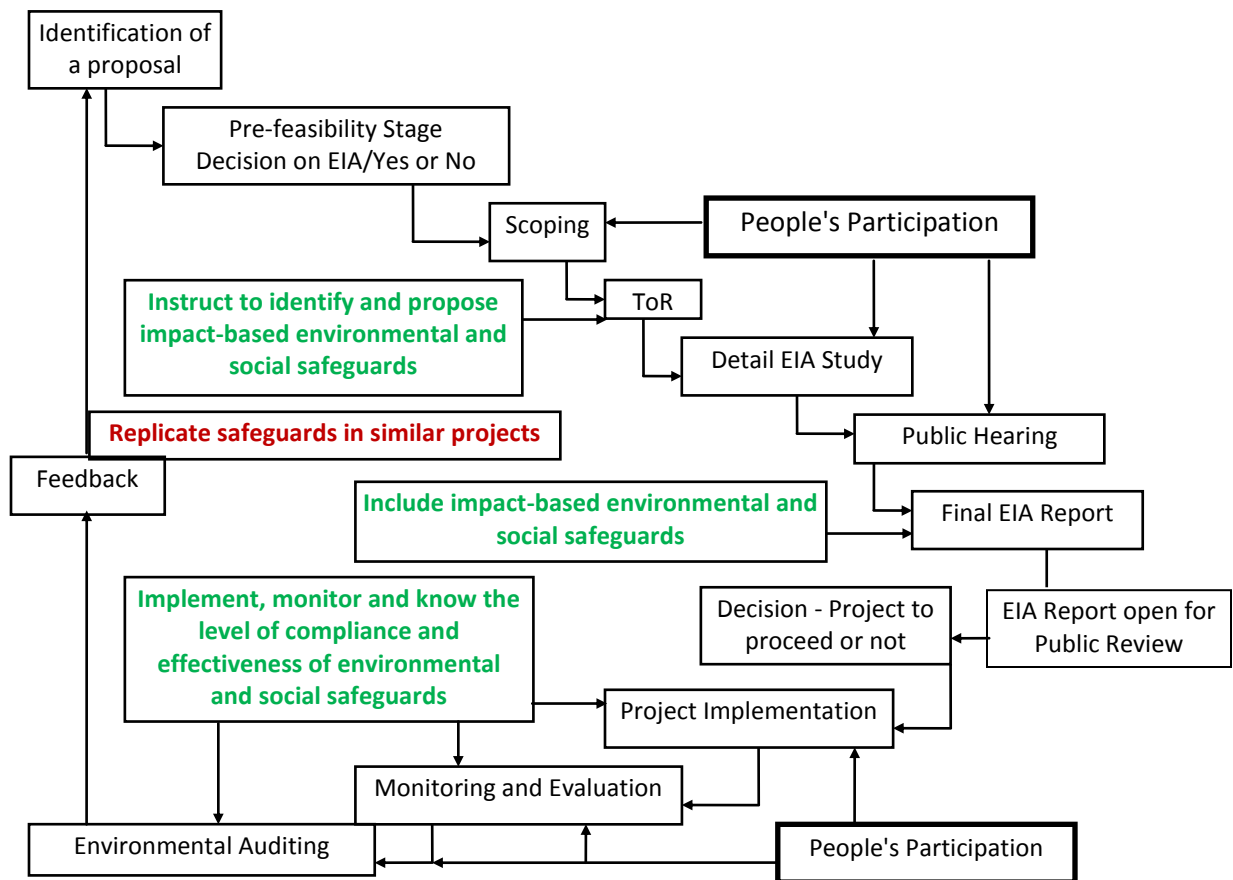 Identification of
a proposal
Pre-feasibility Stage
Decision on EIA/Yes or No
Scoping
People's Participation
Instruct to identify and propose
impact-based environmental and
social safeguards
ToR
Detail EIA Study
Replicate safeguards in similar projects
Public Hearing
Feedback
Include impact-based environmental and
social safeguards
Final EIA Report
Implement, monitor and know the
level of compliance and
effectiveness of environmental
and social safeguards
Decision - Project to
proceed or not
EIA Report open for
Public Review
Project Implementation
Monitoring and Evaluation
Environmental Auditing
People's Participation